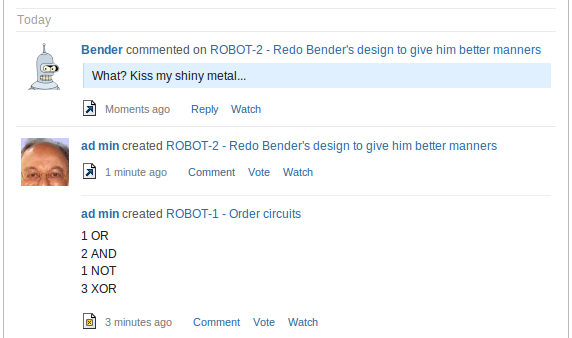 Today
Bender commented on ROBOT-2 - Redo Bender's design to give him better manners
What? Kiss my shiny metal...
Moments ago Reply Watch
ad min created ROBOT-2 - Redo Bender's design to give him better manners
1 minute ago Comment Vote Watch
ad min created ROBOT-1 - Order circuits
1 OR
2 AND
1 NOT
3 XOR
3 minutes ago Comment Vote Watch